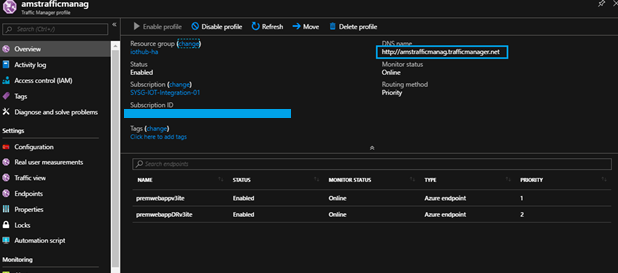 amstrafficmanag
Traffic Manager profile
Search (Ctrl+/)
Overview
Activity log
Access control (IAM)
Tags
Diagnose and solve problems
Settings
Configuration
Real user measurements
Traffic view
Endpoints
Properties
Locks
Automation script
Monitoring
Enable profile Disable profile Refresh Move Delete profile
Resource group (change)
iothub-ha
Status
Enabled
Subscription (change)
SYSG-IOT-Integration-01
Subscription ID
Tags (change)
Click here to add tags
DNS name
http://amstrafficmanag.trafficmanager.net
Monitor status
Online
Routing method
Priority
Search endpoints
NAME STATUS MONITOR STATUS TYPE PRIORITY
premwebappv3lite Enabled Online Azure endpoint 1
premwebappDRv3lite Enabled Online Azure endpoint 2